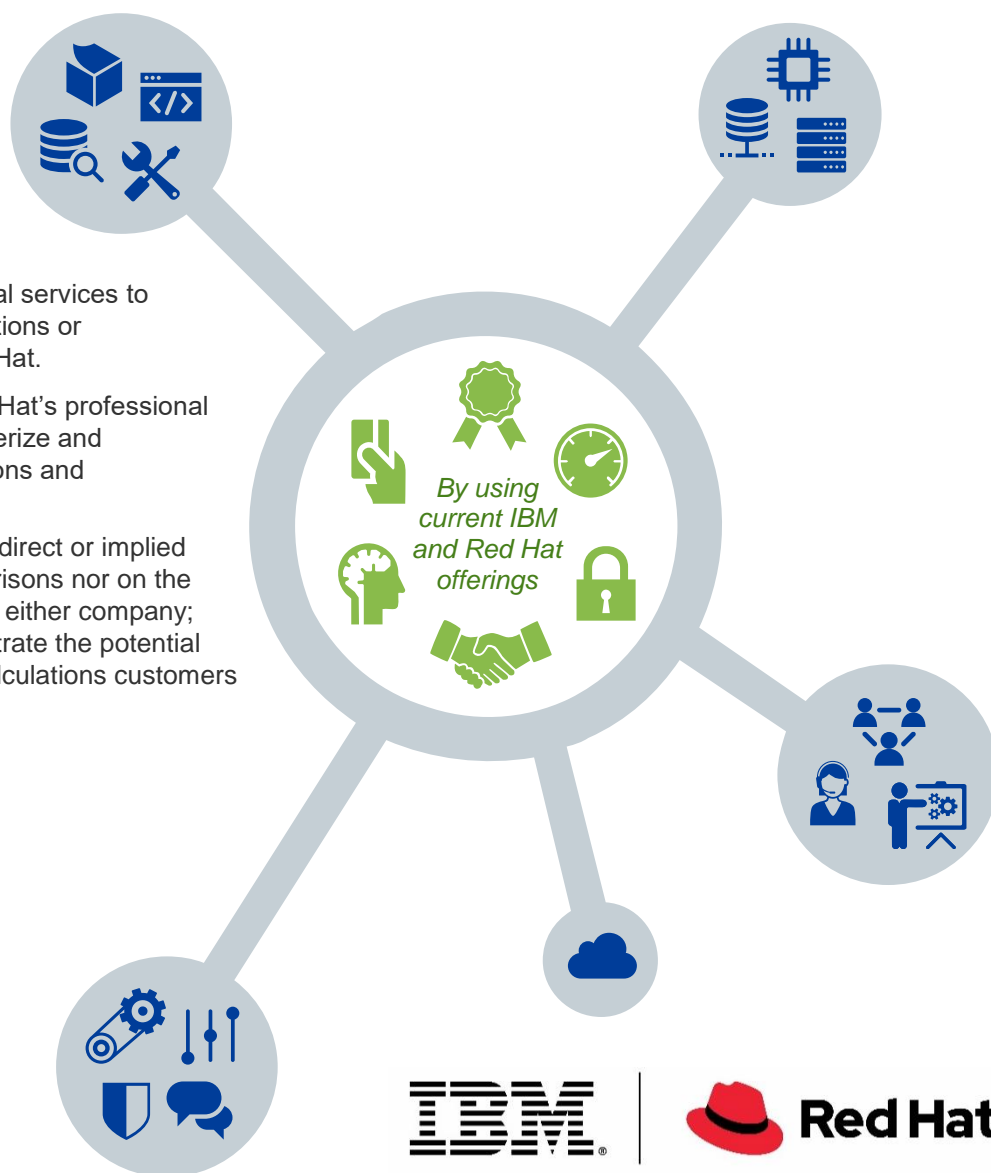 al services to
tions or
Hat.
Hat’s professional
erize and
ons and
direct or implied
risons nor on the
either company;
trate the potential
lculations customers
By using
current IBM
and Red Hat
offerings
</>
IBM®
Red Hat